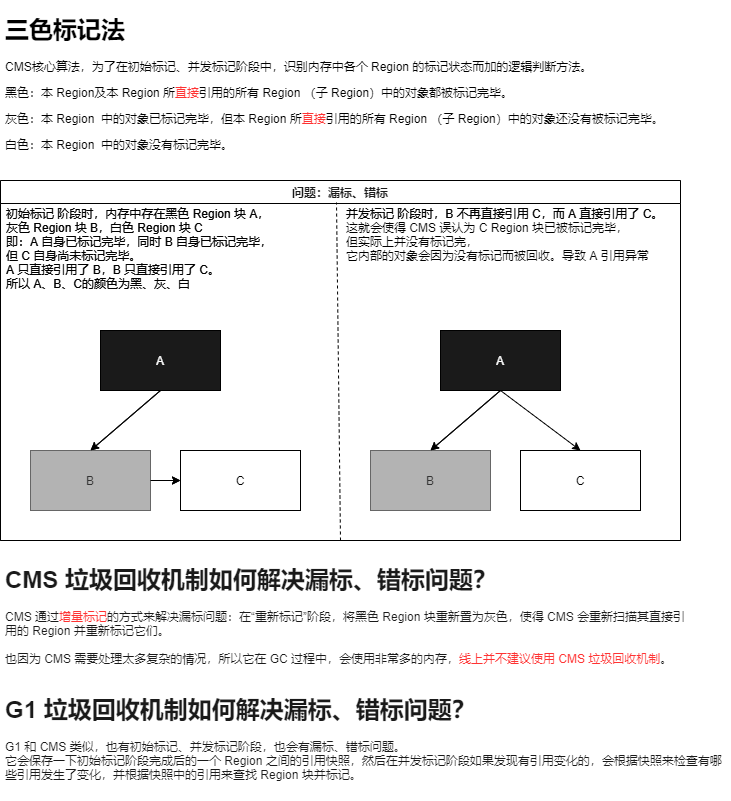 三色标记法
CMS核心算法，为了在初始标记、并发标记阶段中，识别内存中各个 Region 的标记状态而加的逻辑判断方法。
黑色：本 Region及本 Region 所直接引用的所有 Region （子 Region）中的对象都被标记完毕。
灰色：本 Region 中的对象已标记完毕，但本 Region 所直接引用的所有 Region （子 Region）中的对象还没有被标记完毕。
白色：本 Region 中的对象没有标记完毕。
问题：漏标、错标
初始标记 阶段时，内存中存在黑色 Region 块 A，
灰色 Region 块 B，白色 Region 块 C
即：A 自身已标记完毕，同时 B 自身已标记完毕，
但 C 自身尚未标记完毕。
A 只直接引用了 B，B 只直接引用了 C。
所以 A、B、C的颜色为黑、灰、白
并发标记 阶段时，B 不再直接引用 C，而 A 直接引用了 C。
这就会使得 CMS 误认为 C Region 块已被标记完毕，
但实际上并没有标记完，
它内部的对象会因为没有标记而被回收。导致 A 引用异常
A
B
C
A
B
C
CMS 垃圾回收机制如何解决漏标、错标问题？
CMS 通过增量标记的方式来解决漏标问题：在“重新标记”阶段，将黑色 Region 块重新置为灰色，使得 CMS 会重新扫描其直接引
用的 Region 并重新标记它们。
也因为 CMS 需要处理太多复杂的情况，所以它在 GC 过程中，会使用非常多的内存，线上并不建议使用 CMS 垃圾回收机制。
G1 垃圾回收机制如何解决漏标、错标问题？
G1 和 CMS 类似，也有初始标记、并发标记阶段，也会有漏标、错标问题。
它会保存一下初始标记阶段完成后的一个 Region 之间的引用快照，然后在并发标记阶段如果发现有引用变化的，会根据快照来检查有哪
些引用发生了变化，并根据快照中的引用来查找 Region 块并标记。